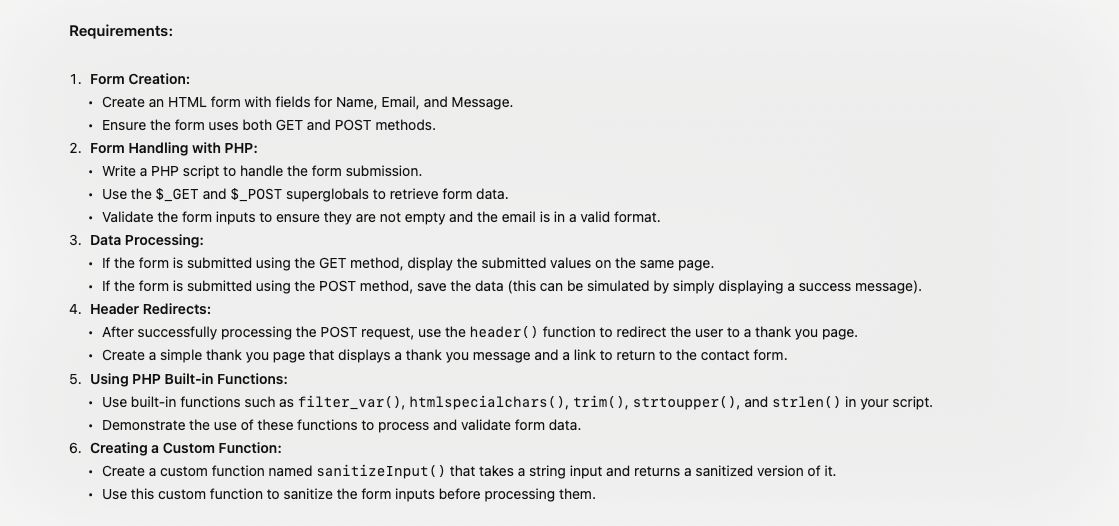 Requirements:
1. Form Creation:
• Create an HTML form with fields for Name, Email, and Message.
• Ensure the form uses both GET and POST methods.
2. Form Handling with PHP:
• Write a PHP script to handle the form submission.
• Use the $_GET and $_POST superglobals to retrieve form data.
• Validate the form inputs to ensure they are not empty and the email is in a valid format.
3. Data Processing:
• If the form is submitted using the GET method, display the submitted values on the same page.
• If the form is submitted using the POST method, save the data (this can be simulated by simply displaying a success message).
4. Header Redirects:
• After successfully processing the POST request, use the header() function to redirect the user to a thank you page.
• Create a simple thank you page that displays a thank you message and a link to return to the contact form.
5. Using PHP Built-in Functions:
• Use built-in functions such as filter_var(), htmlspecialchars(), trim(), strtoupper(), and strlen() in your script.
• Demonstrate the use of these functions to process and validate form data.
6. Creating a Custom Function:
• Create a custom function named sanitizeInput() that takes a string input and returns a sanitized version of it.
• Use this custom function to sanitize the form inputs before processing them.